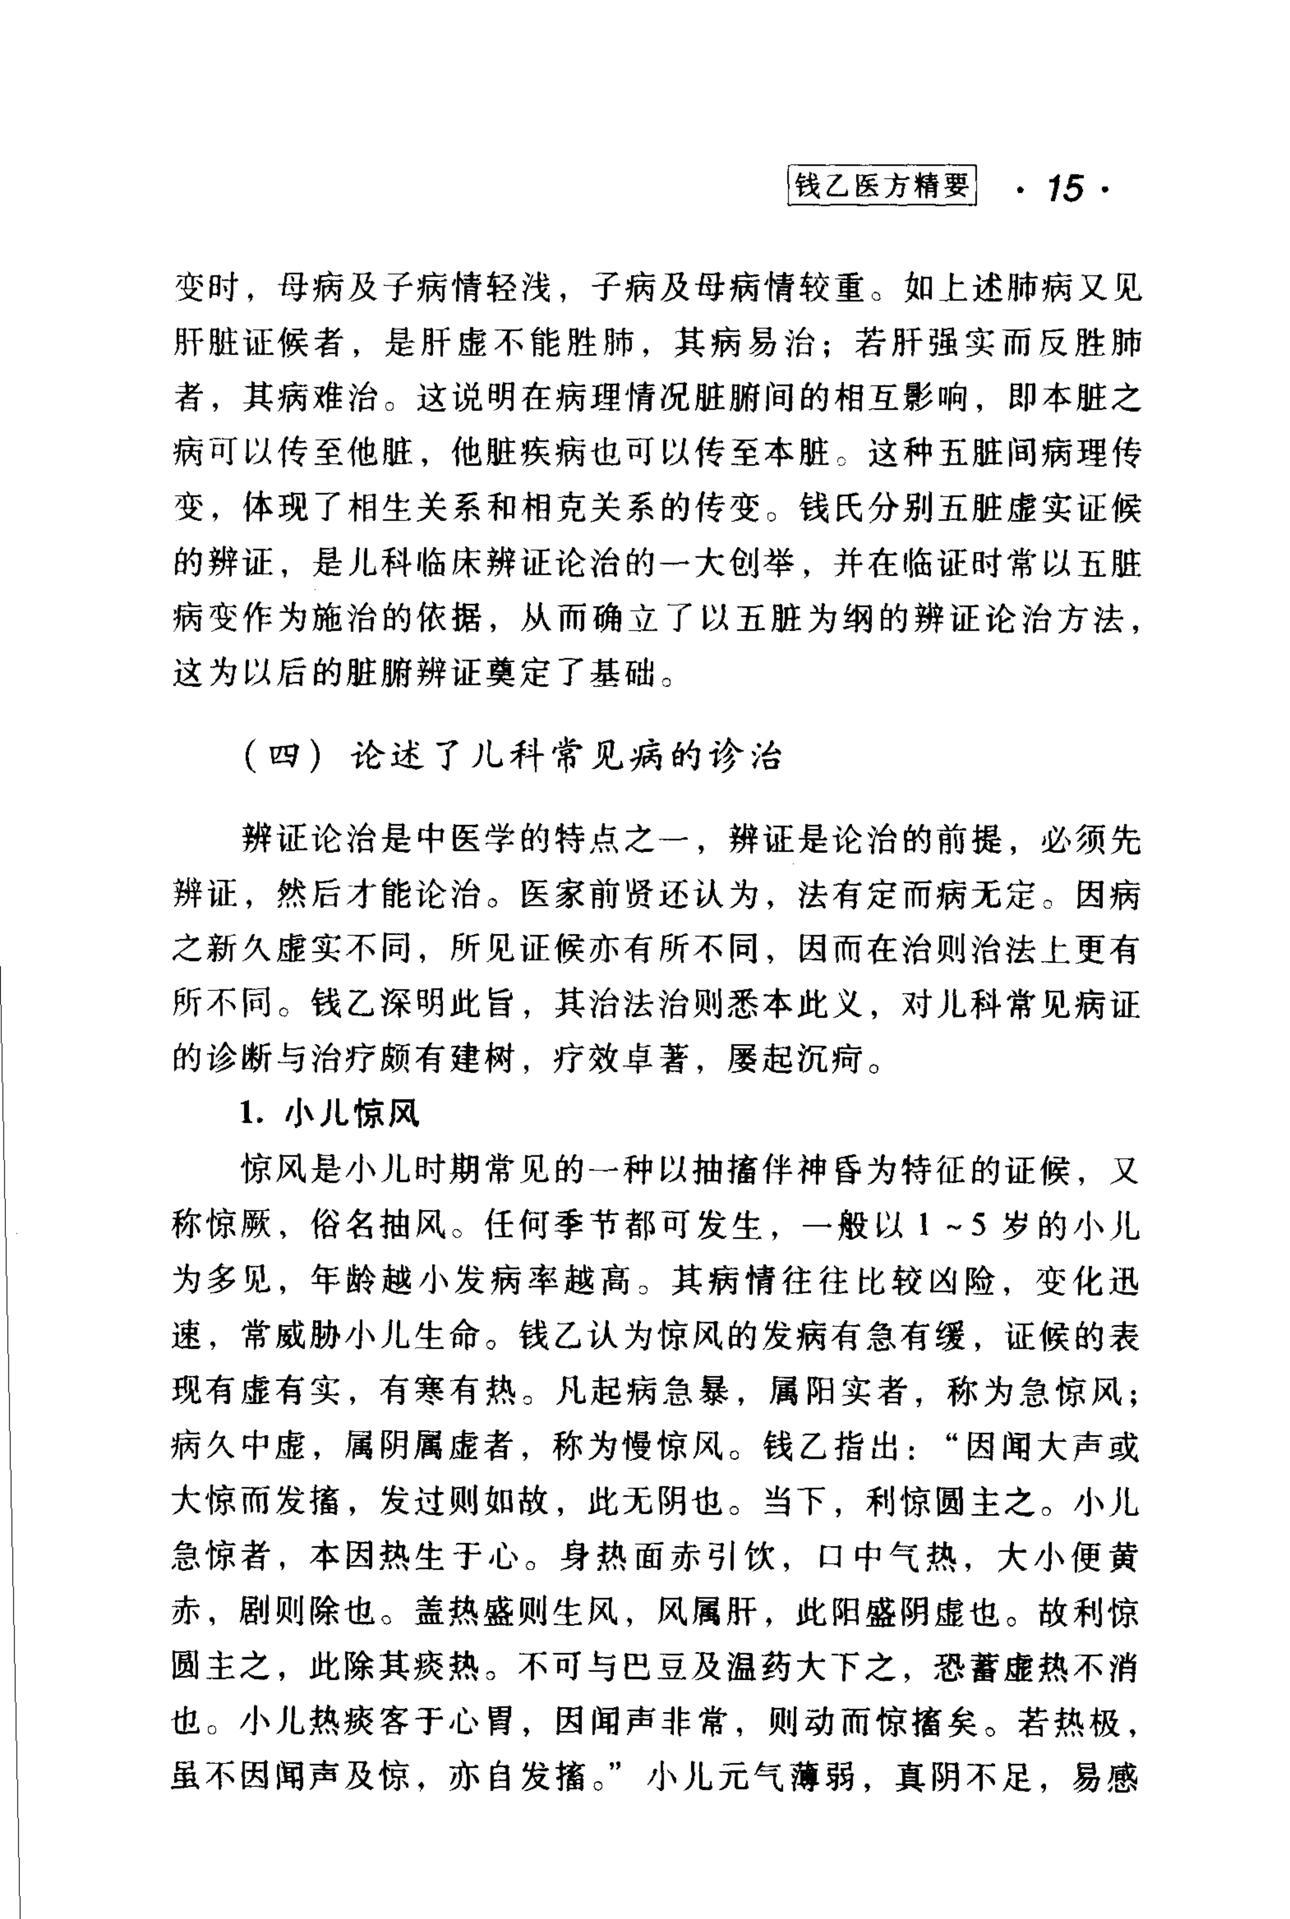 钱乙医方精要 · 15 ·
变时，母病及子病情轻浅，子病及母病情较重。如上述肺病又见
肝脏证候者，是肝虚不能胜肺，其病易治；若肝强实而反胜肺
者，其病难治。这说明在病理情况脏腑间的相互影响，即本脏之
病可以传至他脏，他脏疾病也可以传至本脏。这种五脏间病理传
变，体现了相生关系和相克关系的传变。钱氏分别五脏虚实证候
的辨证，是儿科临床辨证论治的一大创举，并在临证时常以五脏
病变作为施治的依据，从而确立了以五脏为纲的辨证论治方法，
这为以后的脏腑辨证奠定了基础。
（四）论述了儿科常见病的诊治
辨证论治是中医学的特点之一，辨证是论治的前提，必须先
辨证，然后才能论治。医家前贤还认为，法有定而病无定。因病
之新久虚实不同，所见证候亦有所不同，因而在治则治法上更有
所不同。钱乙深明此旨，其治法治则悉本此义，对儿科常见病证
的诊断与治疗颇有建树，疗效卓著，屡起沉疴。
1. 小儿惊风
惊风是小儿时期常见的一种以抽搐伴神昏为特征的证候，又
称惊厥，俗名抽风。任何季节都可发生，一般以 1 ~ 5 岁的小儿
为多见，年龄越小发病率越高。其病情往往比较凶险，变化迅
速，常威胁小儿生命。钱乙认为惊风的发病有急有缓，证候的表
现有虚有实，有寒有热。凡起病急暴，属阳实者，称为急惊风；
病久中虚，属阴属虚者，称为慢惊风。钱乙指出：“因闻大声或
大惊而发搐，发过则如故，此无阴也。当下，利惊圆主之。小儿
急惊者，本因热生于心。身热面赤引饮，口中气热，大小便黄
赤，剧则除也。盖热盛则生风，风属肝，此阳盛阴虚也。故利惊
圆主之，此除其痰热。不可与巴豆及温药大下之，恐蓄虚热不消
也。小儿热痰客于心胃，因闻声非常，则动而惊搐矣。若热极，
虽不因闻声及惊，亦自发搐。”小儿元气薄弱，真阴不足，易感